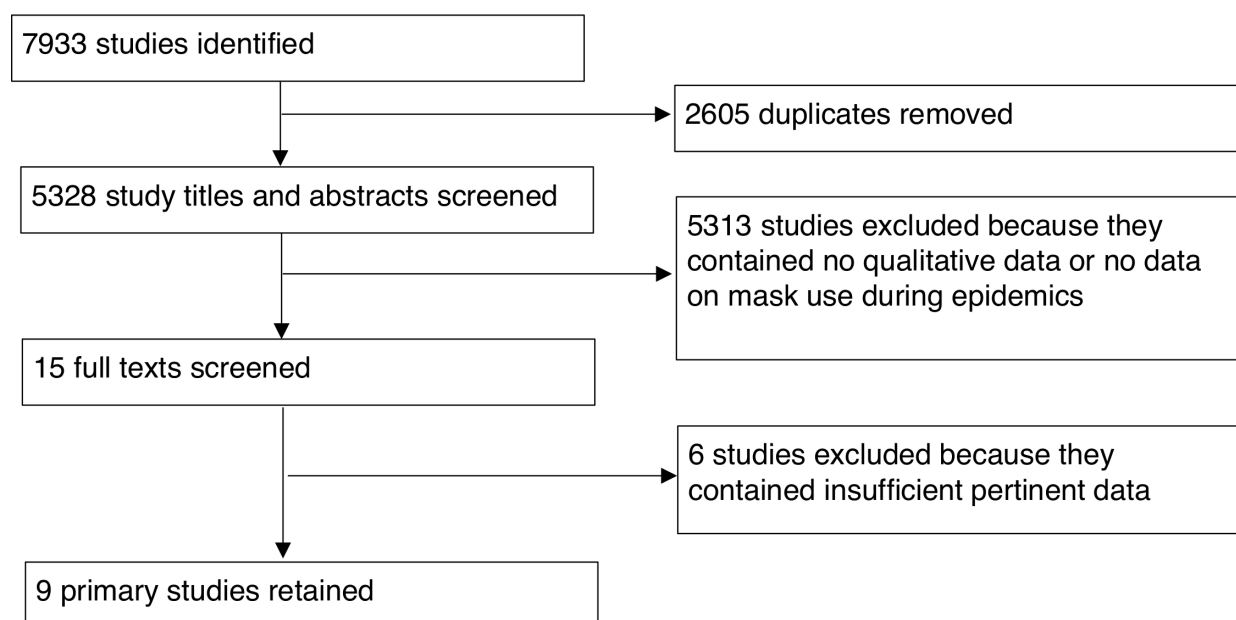 7933 studies identified
2605 duplicates removed
5328 study titles and abstracts screened
5313 studies excluded because they
contained no qualitative data or no data
on mask use during epidemics
15 full texts screened
6 studies excluded because they
contained insufficient pertinent data
9 primary studies retained